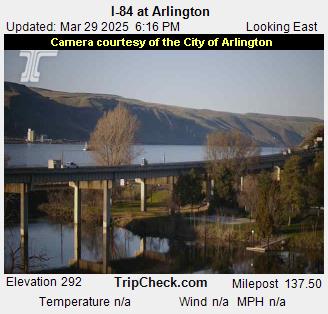 I-84 at Arlington
Updated: Mar 29 2025 6:16 PM Looking East
Camera courtesy of the City of Arlington
Elevation 292 TripCheck.com Milepost 137.50
Temperature n/a Wind n/a MPH n/a